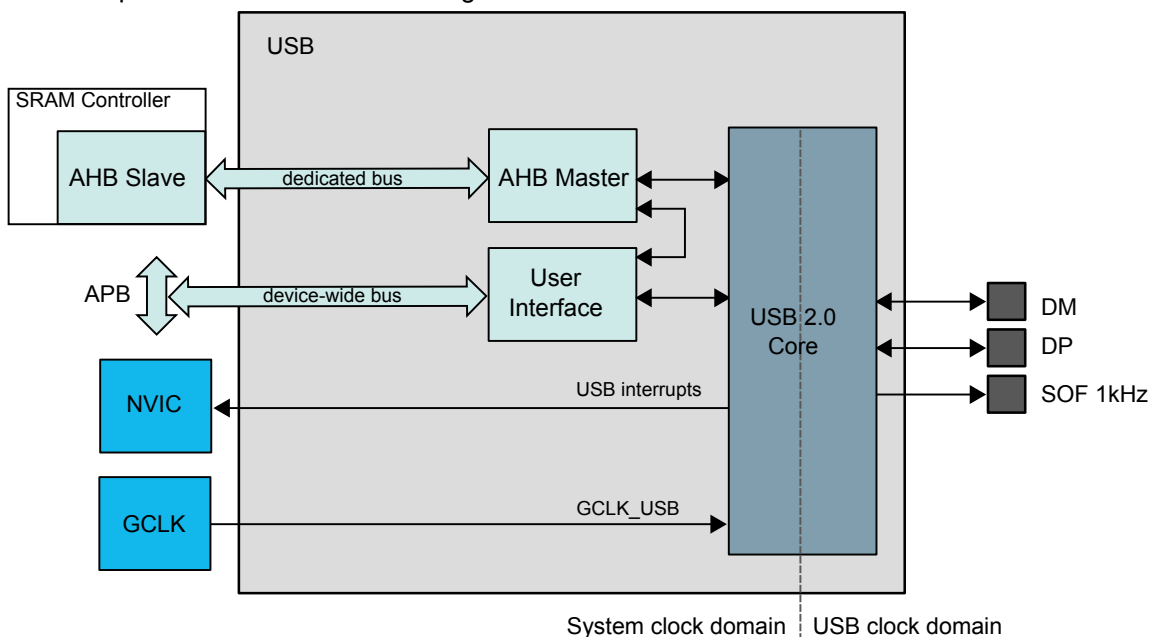 USB
SRAM Controller
AHB Slave
dedicated bus
AHB Master
APB
device-wide bus
User
Interface
USB 2.0
Core
DM
DP
SOF 1kHz
NVIC
USB interrupts
GCLK
GCLK_USB
System clock domain
USB clock domain